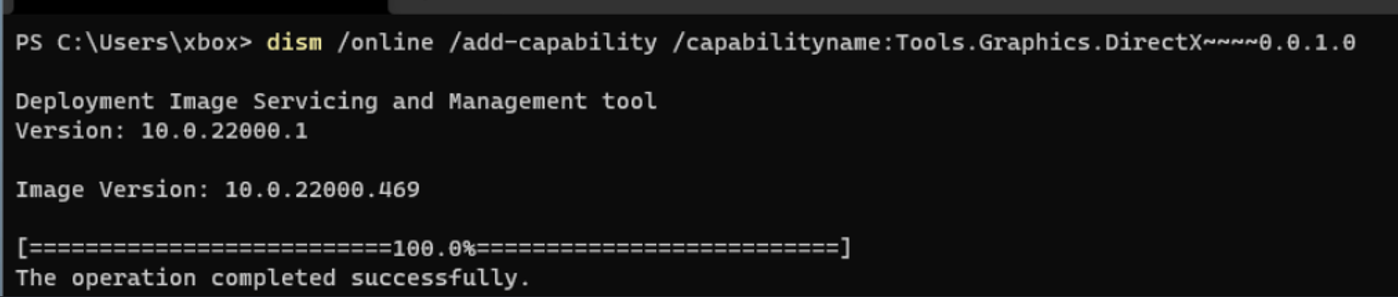 PS C:\Users\xbox> dism /online /add-capability /capabilityname:Tools.Graphics.DirectX~~~~0.0.1.0
Deployment Image Servicing and Management tool
Version: 10.0.22000.1
Image Version: 10.0.22000.469
[==========================100.0%==========================]
The operation completed successfully.